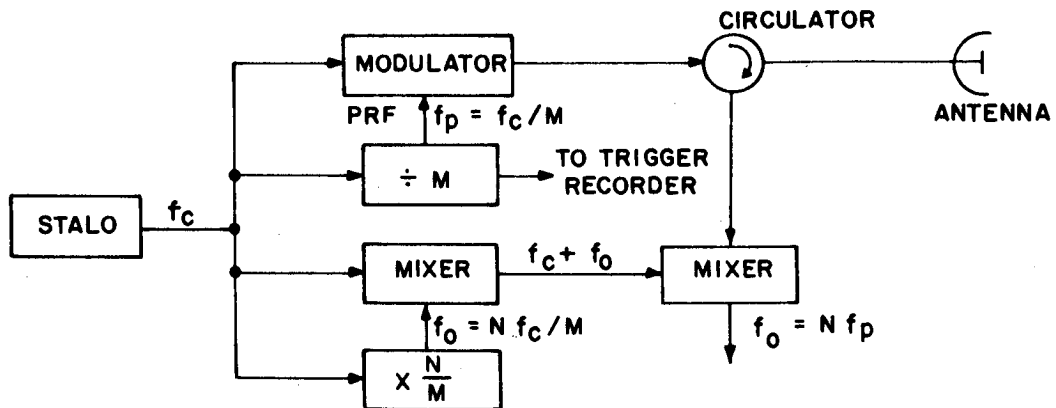 CIRCULATOR
MODULATOR
ANTENNA
PRF f_p = f_c/M
÷ M
TO TRIGGER
RECORDER
STALO
f_c
MIXER
f_c + f_o
MIXER
f_o = N f_c/M
f_o = N f_p
X N/M